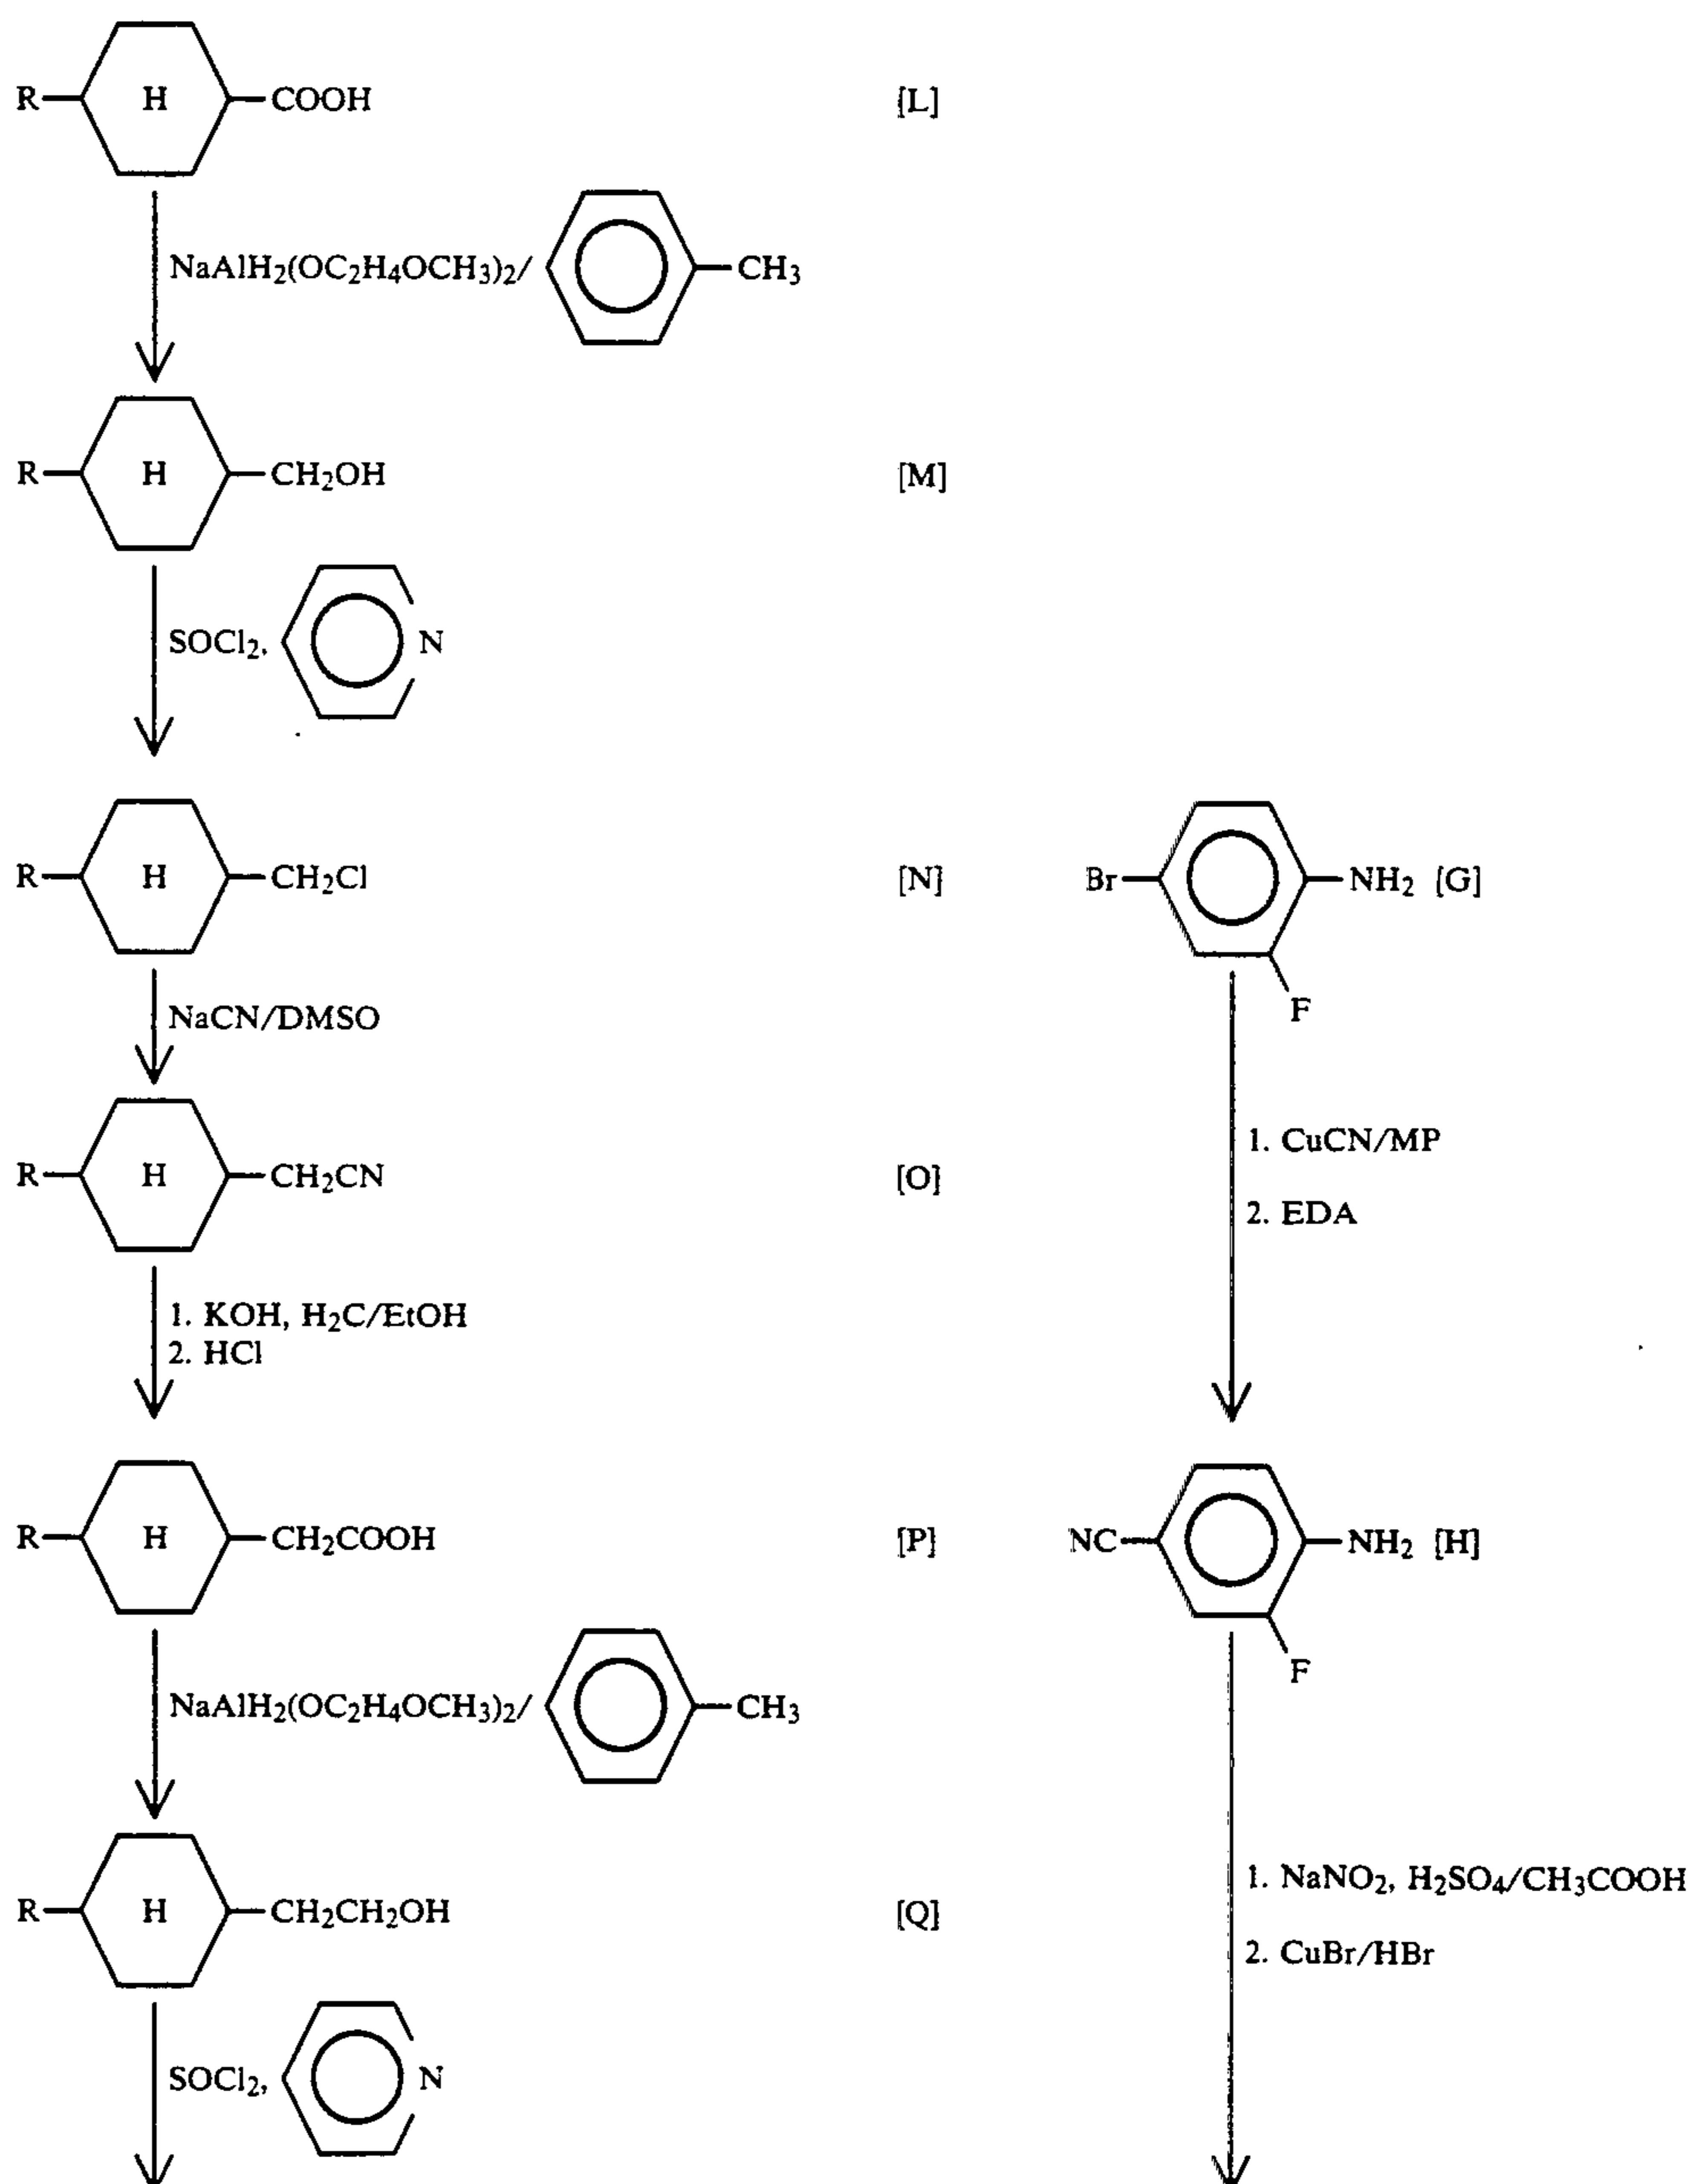 R H COOH [L]
NaAlH2(OC2H4OCH3)2/ CH3
R H CH2OH [M]
SOCl2, N
R H CH2Cl [N] Br NH2 [G]
F
NaCN/DMSO
1. CuCN/MP
R H CH2CN [O]
2. EDA
1. KOH, H2C/EtOH
2. HCl
R H CH2COOH [P] NC NH2 [H]
F
NaAlH2(OC2H4OCH3)2/ CH3
1. NaNO2, H2SO4/CH3COOH
R H CH2CH2OH [Q]
2. CuBr/HBr
SOCl2, N